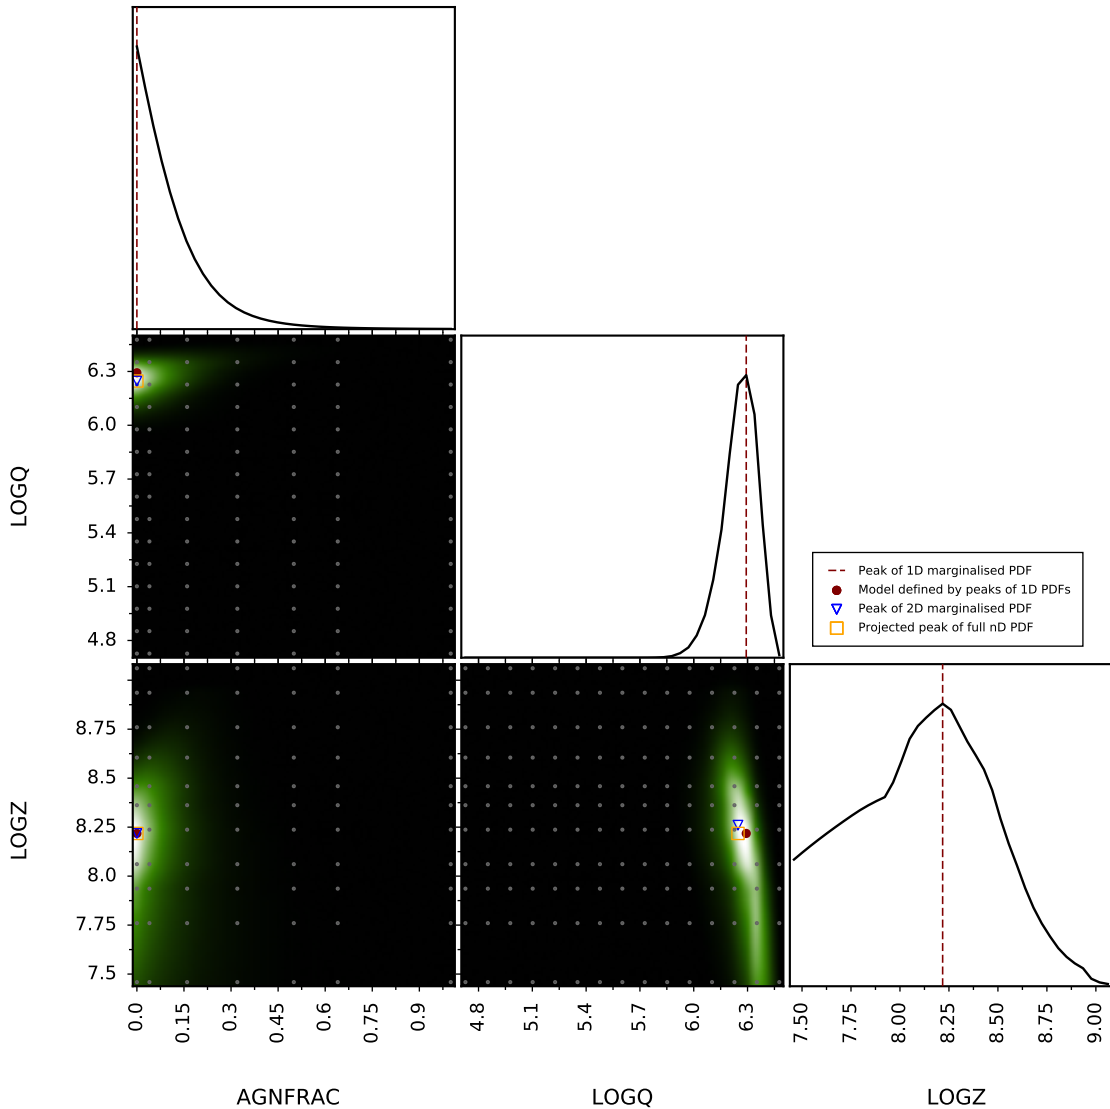 LOGQ
6.3
6.0
5.7
5.4
5.1
4.8
Peak of 1D marginalised PDF
Model defined by peaks of 1D PDFs
Peak of 2D marginalised PDF
Projected peak of full nD PDF
LOGZ
8.75
8.5
8.25
8.0
7.75
7.5
0.0 0.15 0.3 0.45 0.6 0.75 0.9
4.8 5.1 5.4 5.7 6.0 6.3
7.50 7.75 8.00 8.25 8.50 8.75 9.00
AGNFRAC
LOGQ
LOGZ